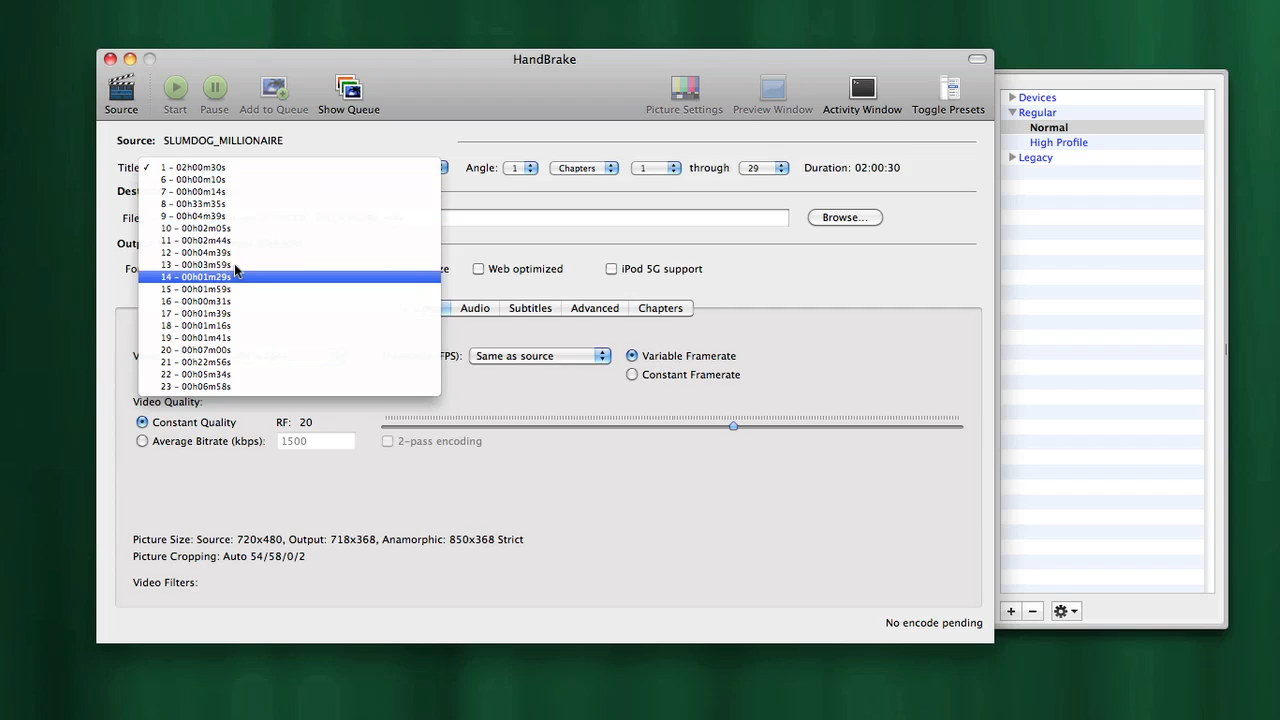 HandBrake
Source Start Pause Add to Queue Show Queue Picture Settings Preview Window Activity Window Toggle Presets
Source: SLUMDOG_MILLIONAIRE
Title ✓ 1 - 02h00m30s Angle: 1 Chapters 1 through 29 Duration: 02:00:30
6 - 00h00m10s
7 - 00h00m14s
8 - 00h33m35s
9 - 00h04m39s
10 - 00h02m05s
11 - 00h02m44s
12 - 00h04m39s
13 - 00h03m59s
14 - 00h01m29s
15 - 00h01m59s
16 - 00h00m31s
17 - 00h01m39s
18 - 00h01m16s
19 - 00h01m41s
20 - 00h07m00s
21 - 00h22m56s
22 - 00h05m34s
23 - 00h06m58s
Browse...
Web optimized iPod 5G support
Audio Subtitles Advanced Chapters
Same as source Variable Framerate
Constant Framerate
Video Quality:
Constant Quality RF: 20
Average Bitrate (kbps): 1500 2-pass encoding
Picture Size: Source: 720x480, Output: 718x368, Anamorphic: 850x368 Strict
Picture Cropping: Auto 54/58/0/2
Video Filters:
No encode pending
Devices
Regular
Normal
High Profile
Legacy